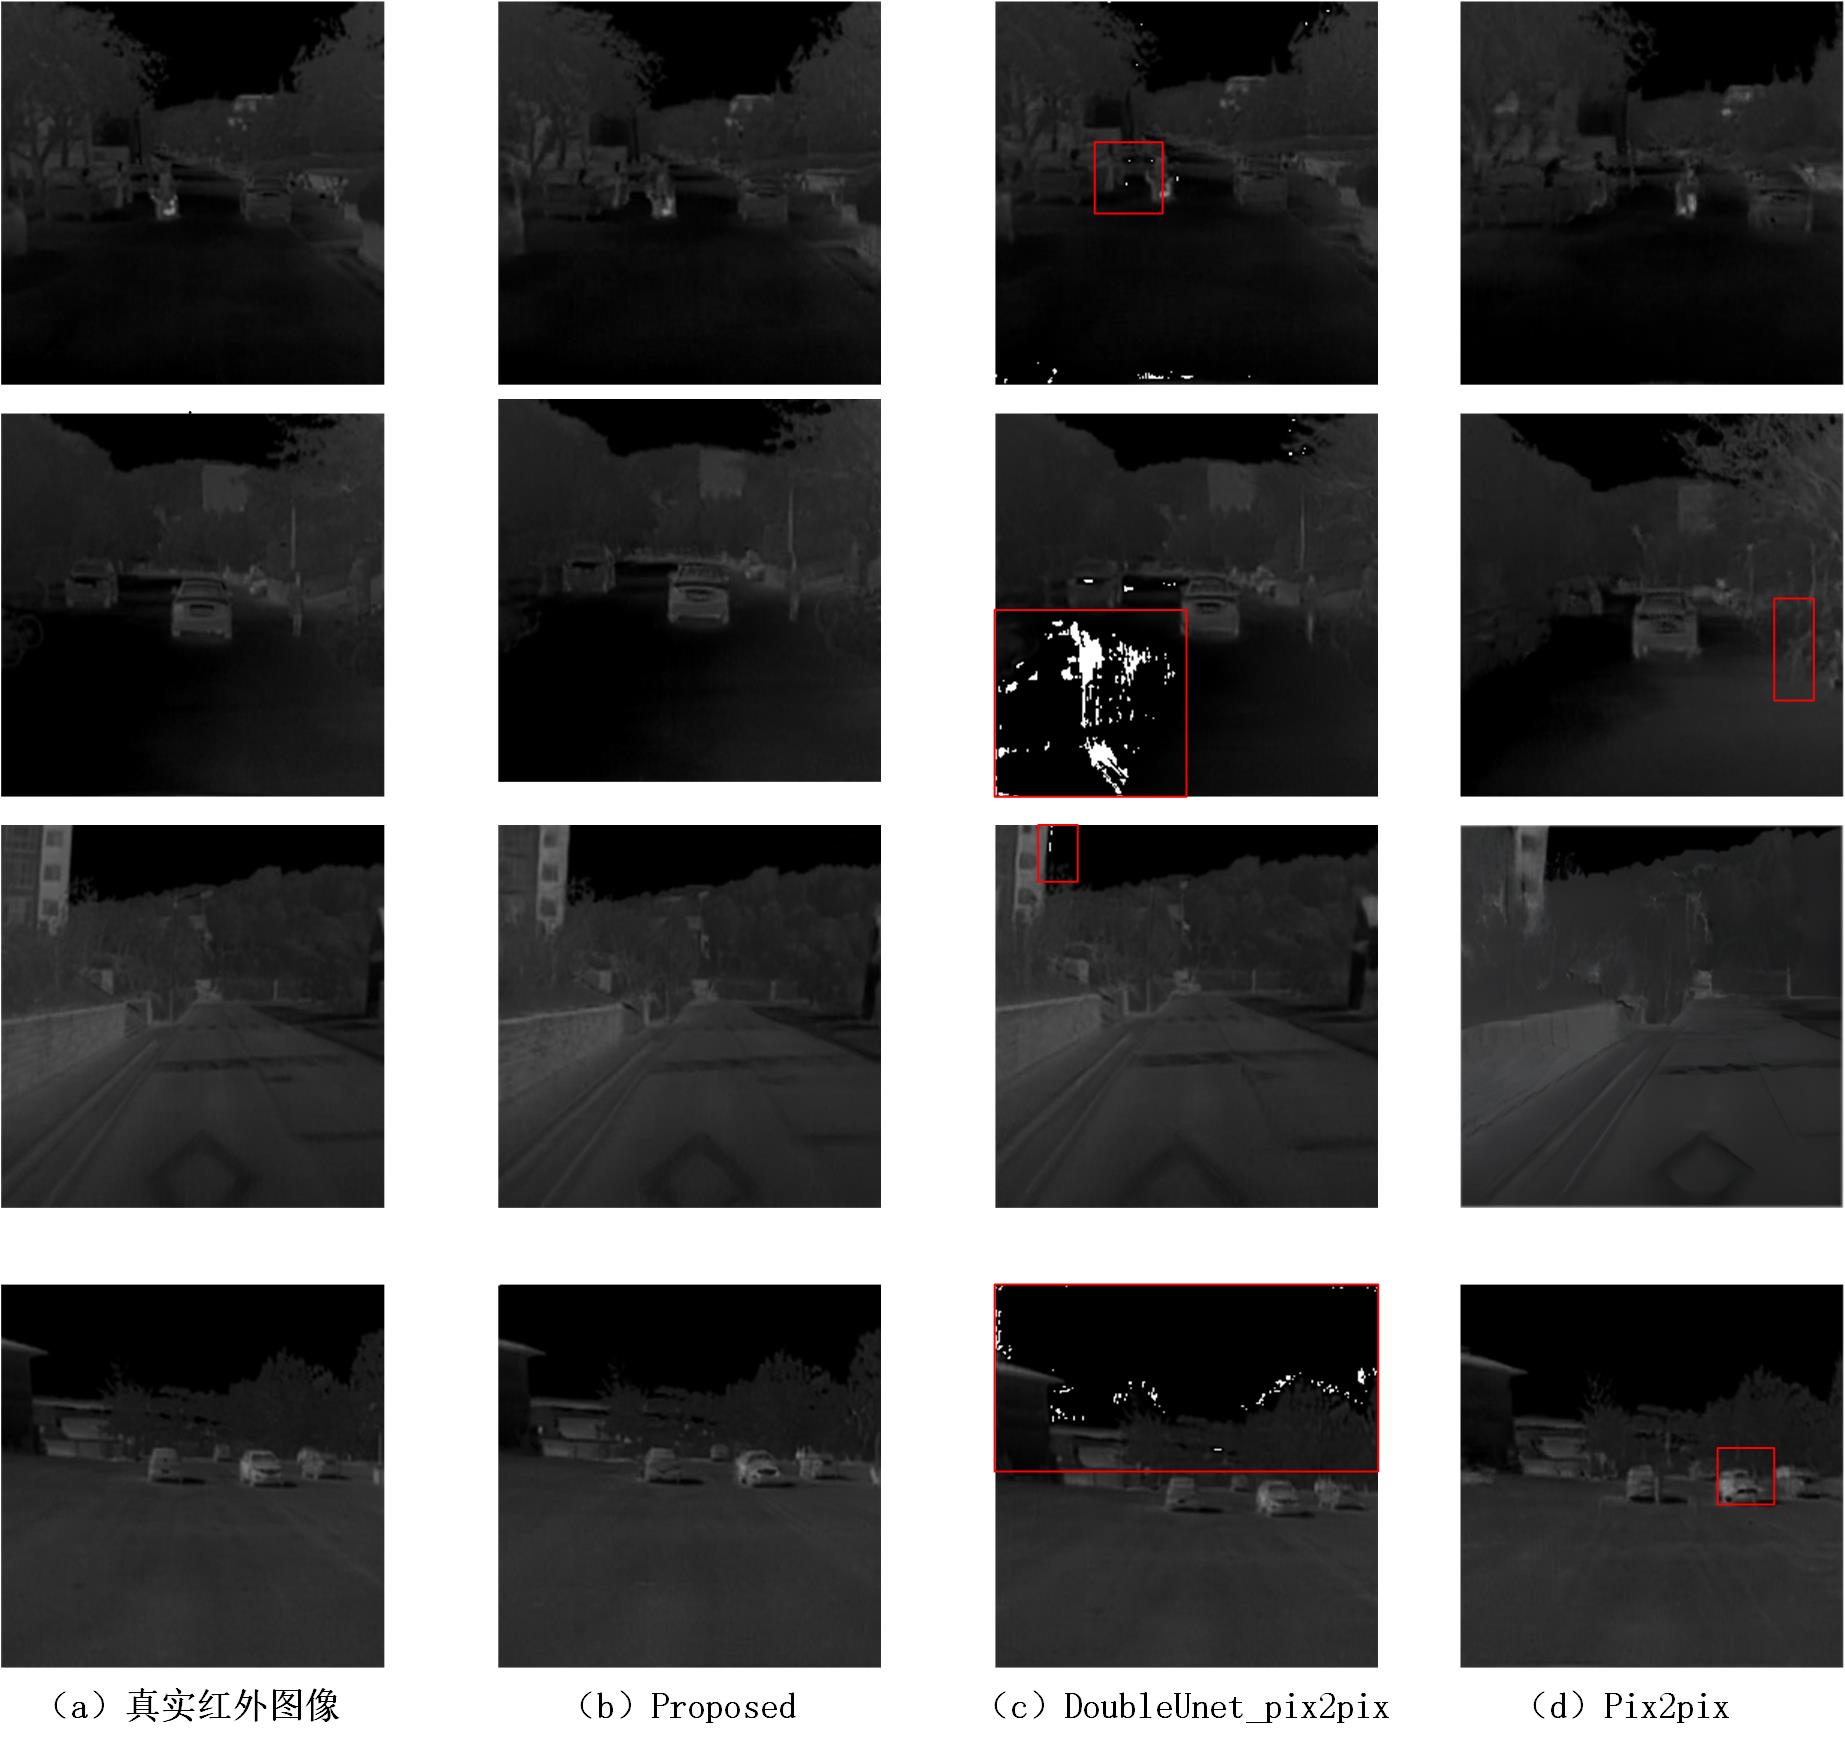 (a)真实红外图像
(b)Proposed
(c)DoubleUnet_pix2pix
(d)Pix2pix